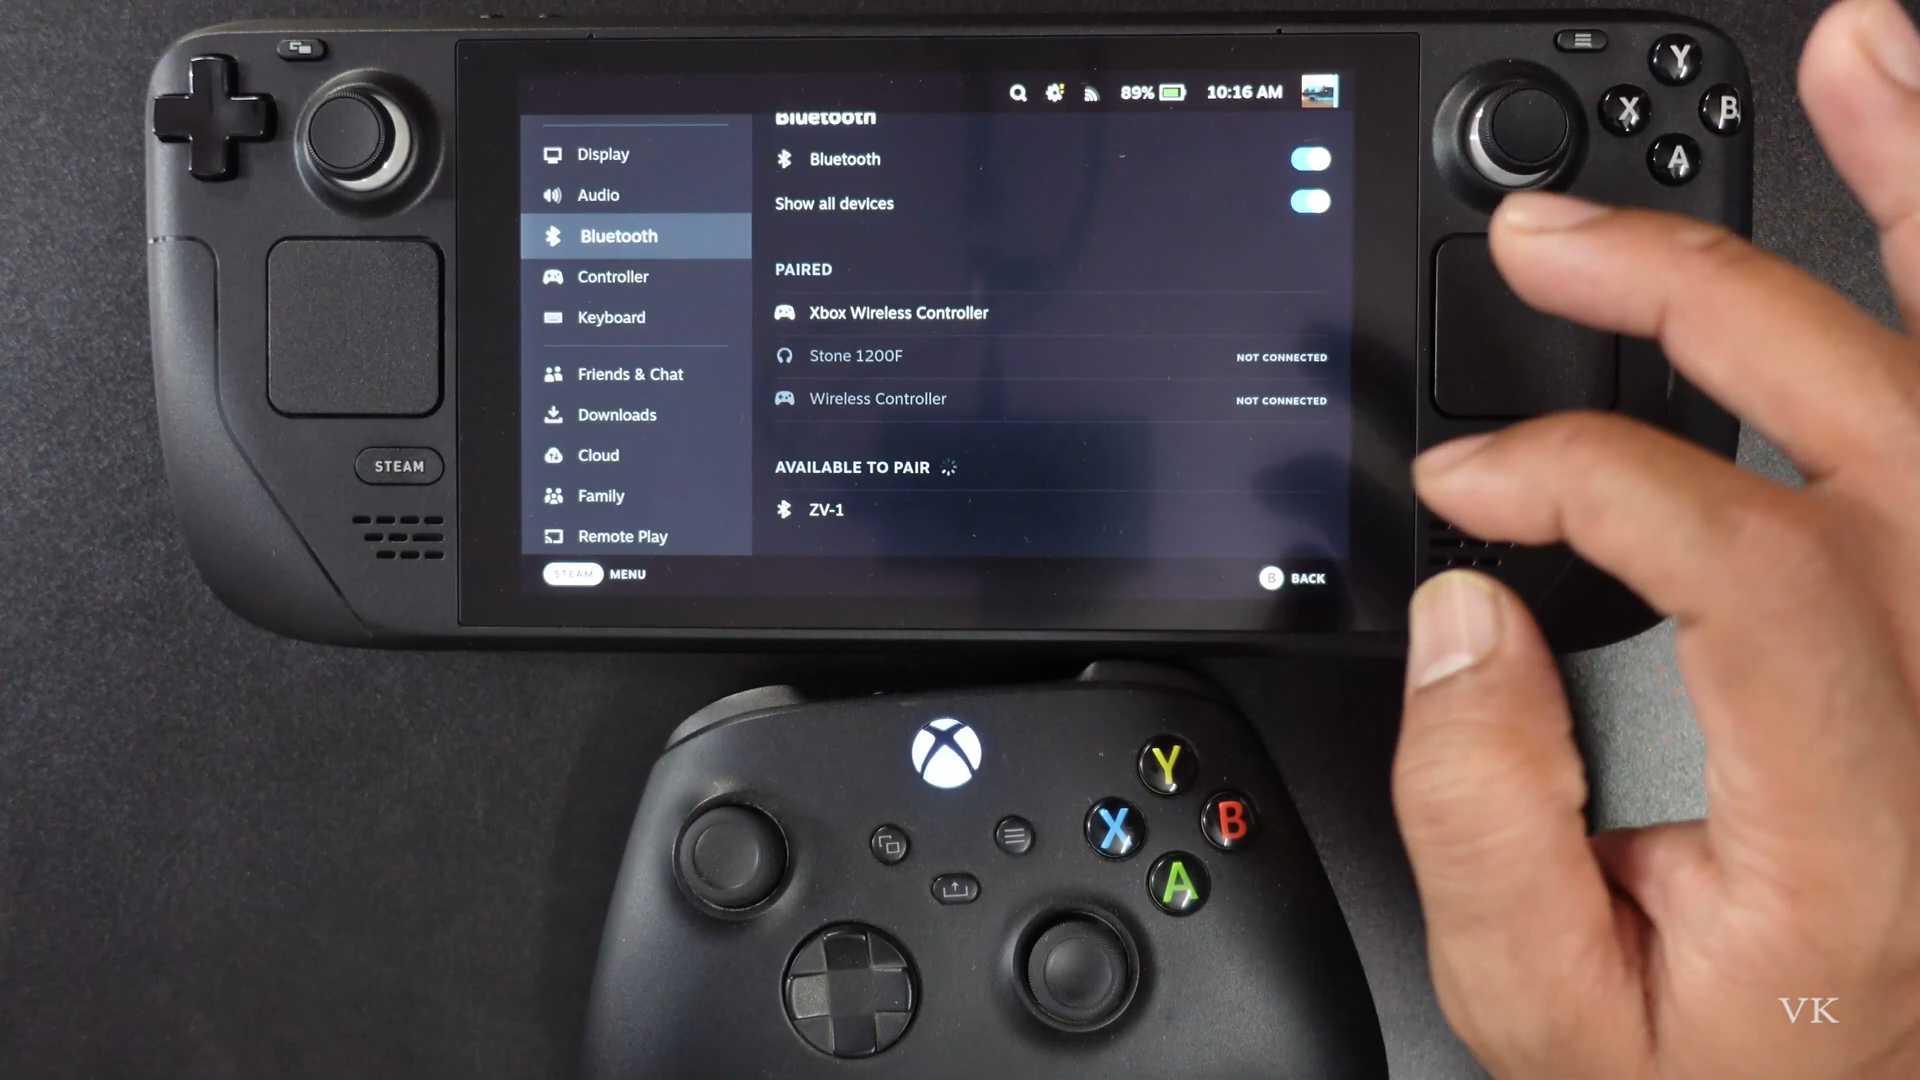 89%
10:16 AM
Bluetooth
Display
Audio
Bluetooth
Controller
Keyboard
Friends & Chat
Downloads
Cloud
Family
Remote Play
Bluetooth
Show all devices
PAIRED
Xbox Wireless Controller
Stone 1200F
NOT CONNECTED
Wireless Controller
NOT CONNECTED
AVAILABLE TO PAIR
ZV-1
STEAM MENU
B BACK
STEAM
Y
X
B
A
Y
X
B
A
VK